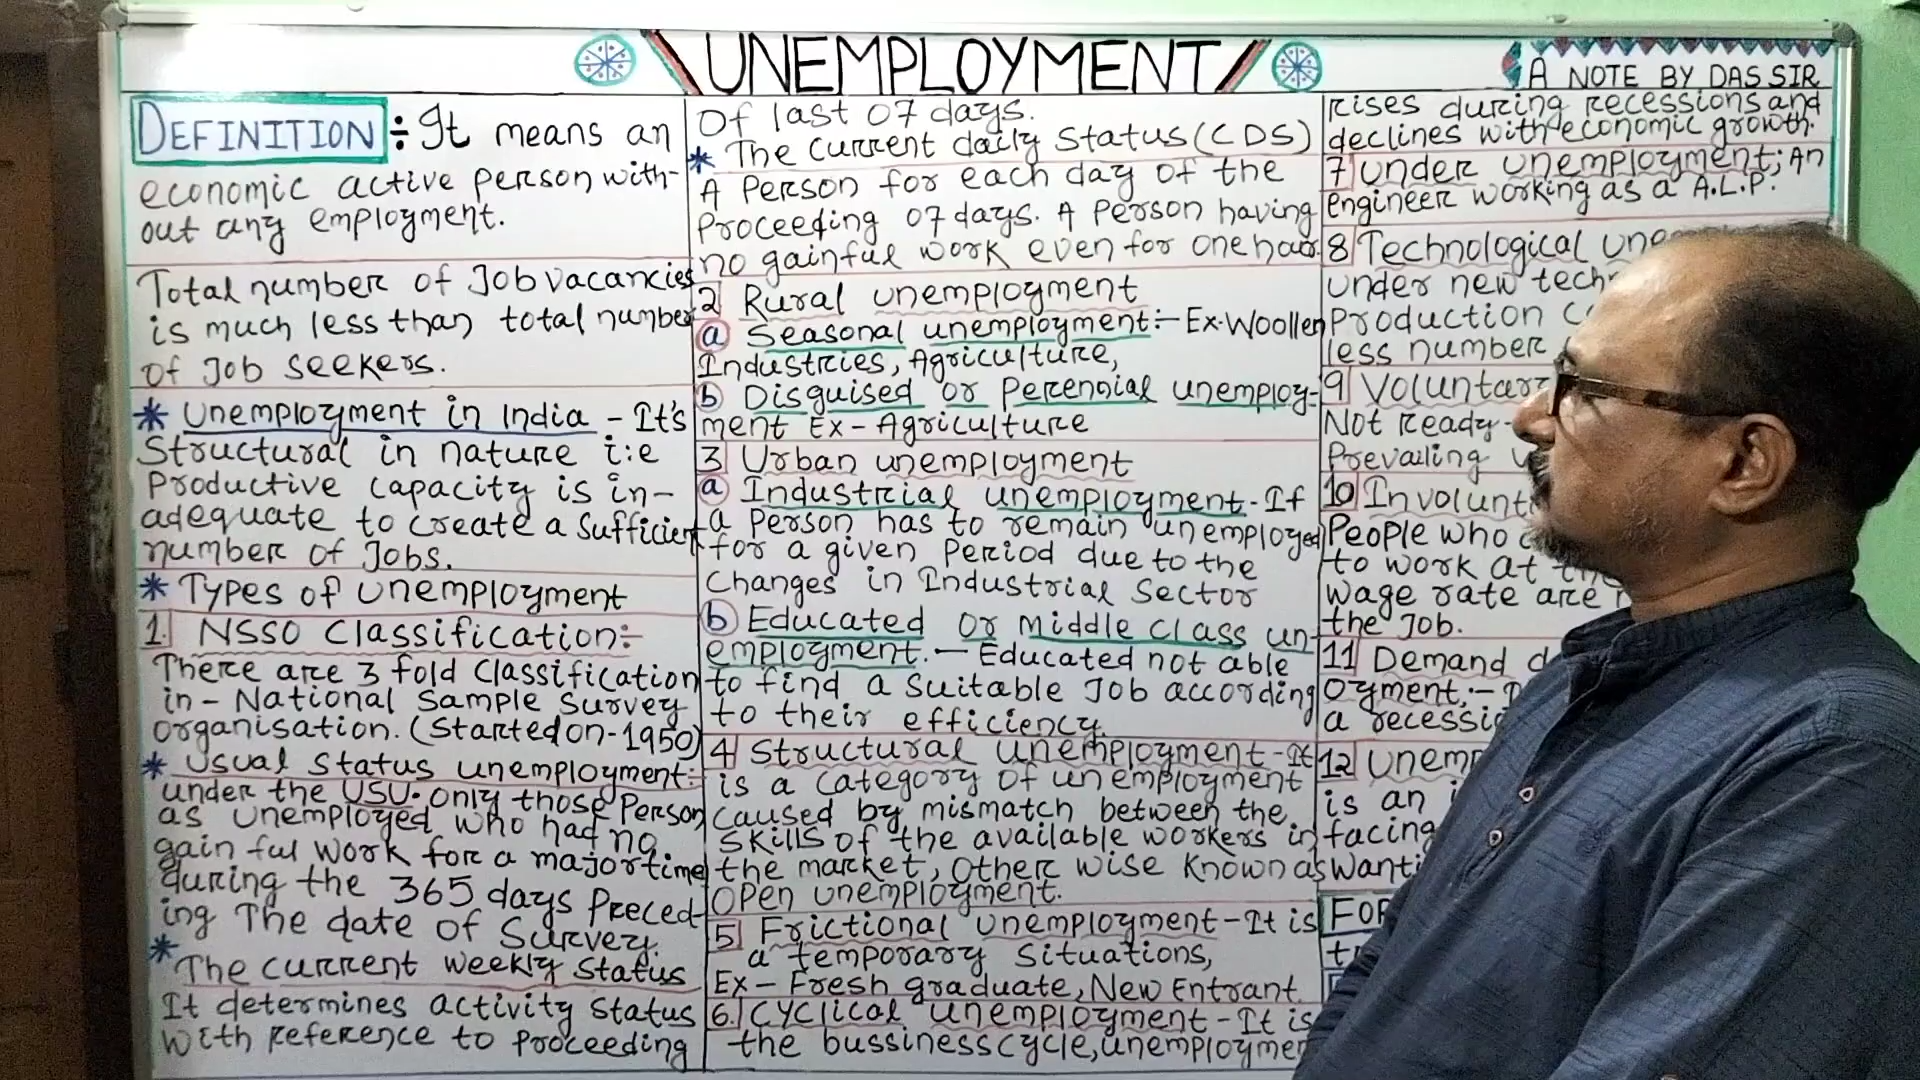 UNEMPLOYMENT
A NOTE BY DAS SIR
DEFINITION ÷ It means an
economic active person with-
out any employment.
Total number of Job vacancies
is much less than total number
of Job seekers.
* Unemployment in India - It's
Structural in nature i:e
Productive capacity is in-
adequate to create a sufficient
number of Jobs.
* Types of unemployment
1. NSSO Classification:-
There are 3 fold Classification
in - National Sample Survey
Organisation. (Started on-1950)
* Usual Status unemployment:-
under the USU. only those Person
as unemployed who had no
gain ful work for a major time
during the 365 days Preced-
ing The date of Survey.
* The current weekly Status
It determines activity Status
with reference to proceeding
Of last 07 days.
* The current daily Status (CDS)
A Person for each day of the
Proceeding 07 days. A Person having
no gainful work even for one hour.
2 Rural unemployment
a Seasonal unemployment:- Ex-Woollen
Industries, Agriculture,
b Disguised or perennial unemploy-
ment Ex- Agriculture
3 Urban unemployment
a Industrial unemployment- If
a Person has to remain unemployed
for a given Period due to the
Changes in Industrial Sector
b Educated or middle class un
employment. - Educated not able
to find a suitable Job according
to their efficiency.
4 Structural unemployment- It
is a category of unemployment
caused by mismatch between the
skills of the available workers in
the market, Other wise known as
Open unemployment.
5 Frictional unemployment- It is
a temporary situations,
Ex- Fresh graduate, New Entrant
6. Cyclical unemployment- It is
the bussiness cycle, unemploymen
rises during recessions and
declines with economic growth.
7 under unemployment; An
Engineer working as a A.L.P.
8 Technological une
under new tech
Production
less number
9 Voluntar
Not Ready-
Prevailing
10 Involunt
People who
to work at the
wage rate are
the Job.
11 Demand d
oyment:-
a recessi
12 Unemp
is an
facing
wanti
FOR